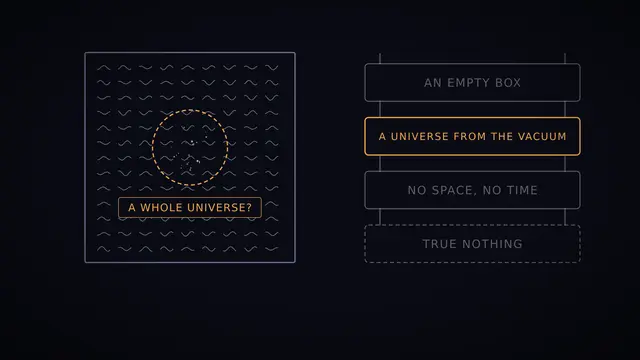 A WHOLE UNIVERSE?
AN EMPTY BOX
A UNIVERSE FROM THE VACUUM
NO SPACE, NO TIME
TRUE NOTHING